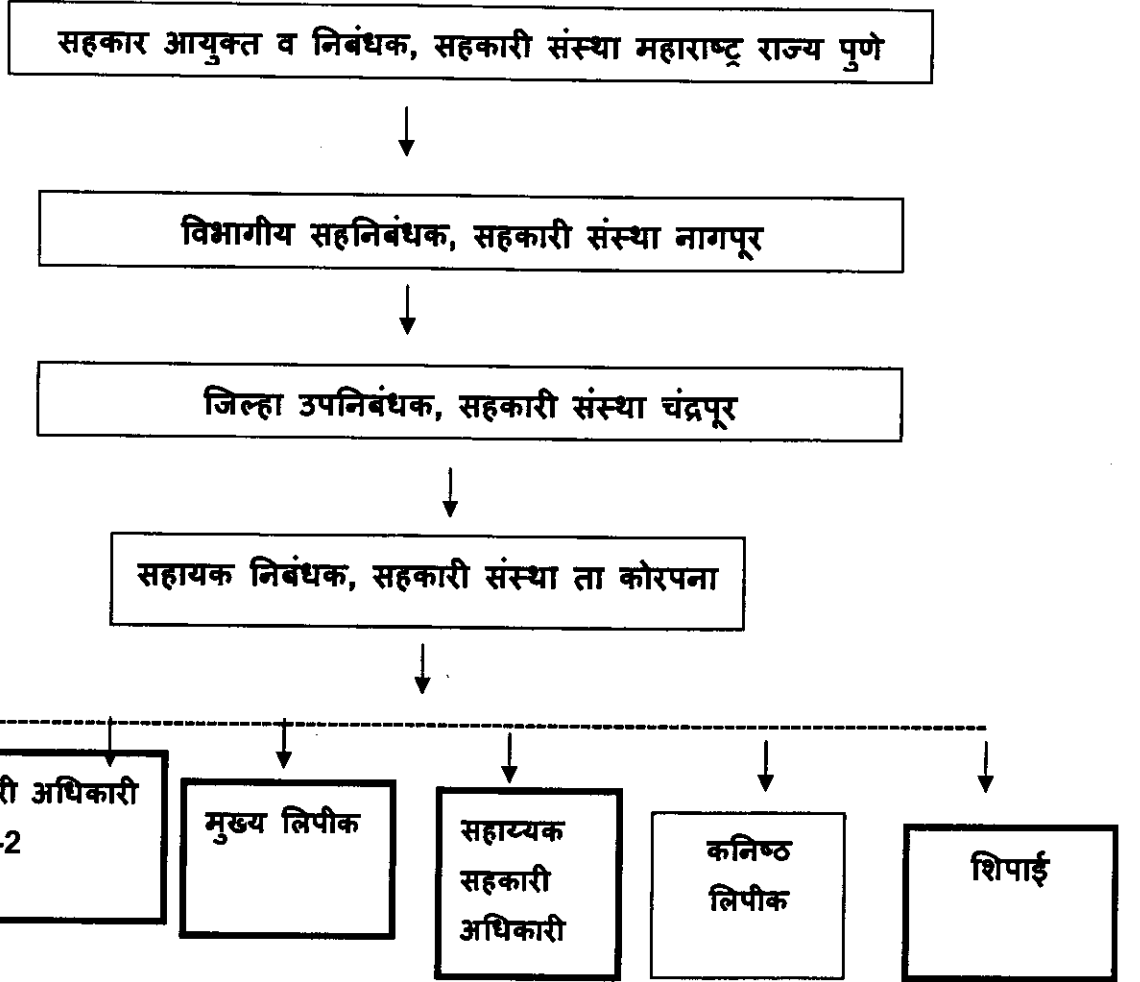 सहकार आयुक्त व निबंधक, सहकारी संस्था महाराष्ट्र राज्य पुणे
विभागीय सहनिबंधक, सहकारी संस्था नागपूर
जिल्हा उपनिबंधक, सहकारी संस्था चंद्रपूर
सहायक निबंधक, सहकारी संस्था ता कोरपना
री अधिकारी
-2
मुख्य लिपीक
सहाय्यक
सहकारी
अधिकारी
कनिष्ठ
लिपीक
शिपाई